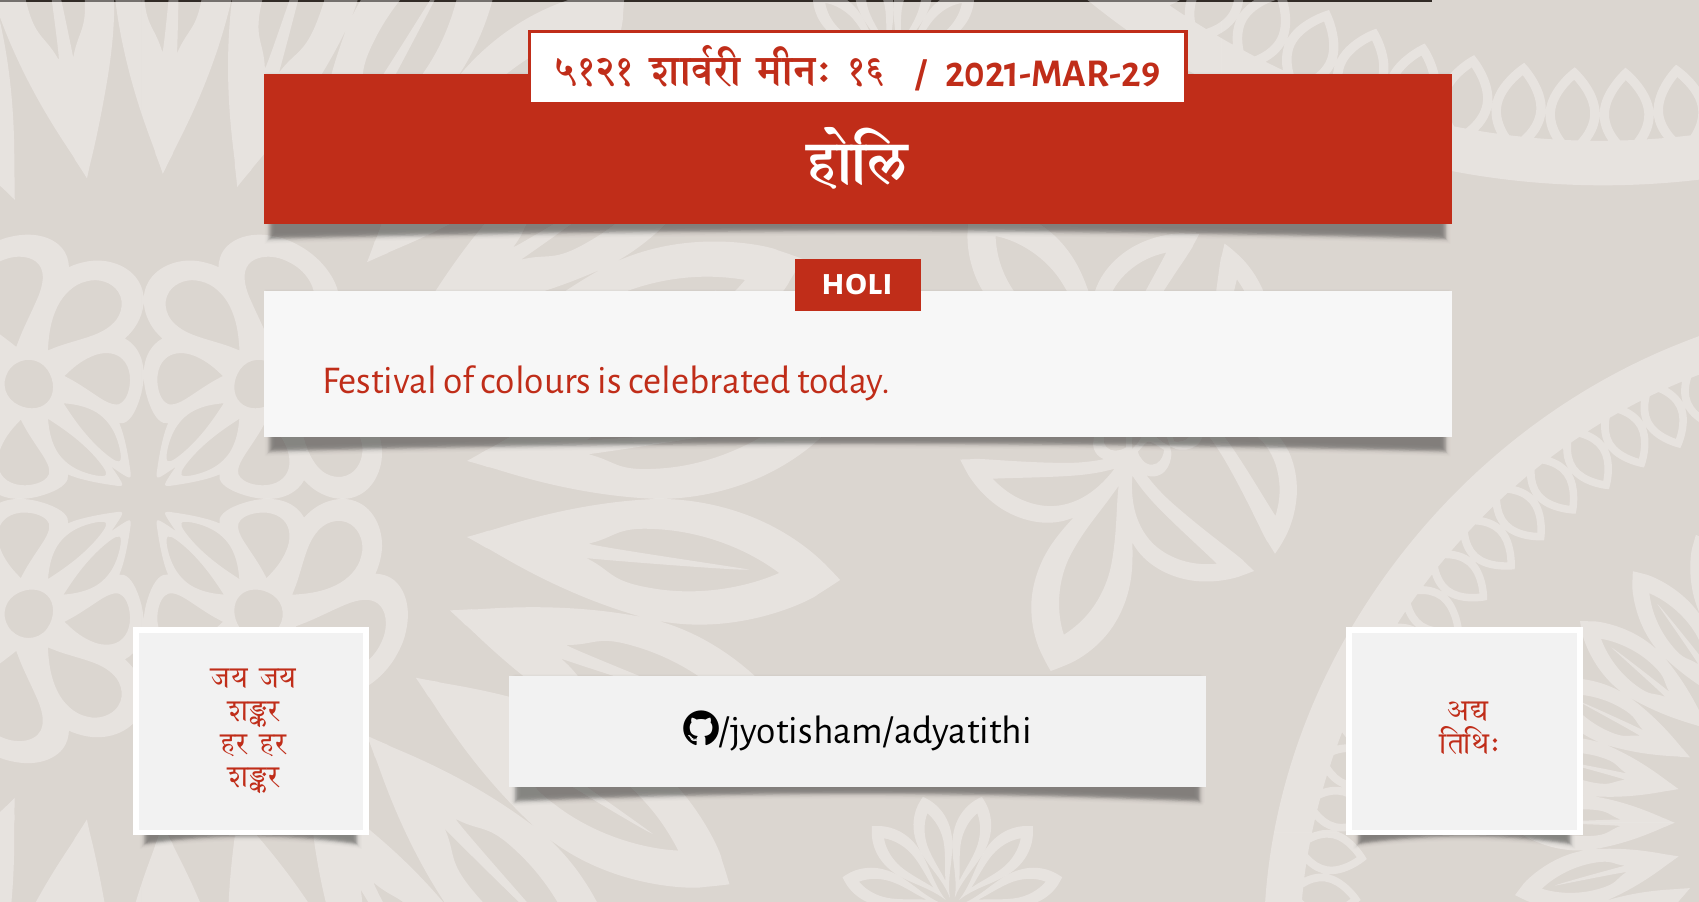 ५१२१ शार्वरी मीनः १६ / 2021-MAR-29
होलि
HOLI
Festival of colours is celebrated today.
जय जय
शङ्कर
हर हर
शङ्कर
/jyotisham/adyatithi
अद्य
तिथिः